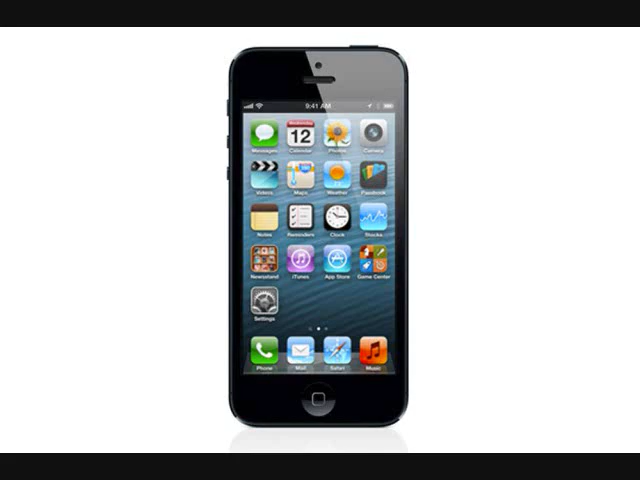 9:41 AM
Wednesday
12
Messages Calendar Photos Camera
Videos Maps Weather Passbook
Notes Reminders Clock Stocks
Newsstand iTunes App Store Game Center
Settings
Phone Mail Safari Music